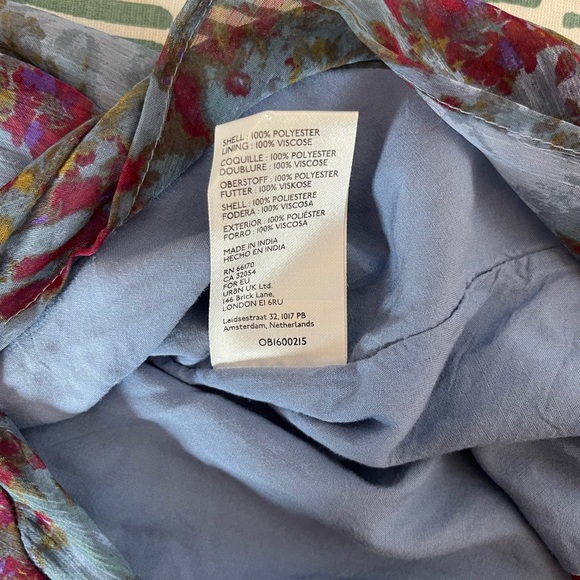 SHELL : 100% POLYESTER
LINING : 100% VISCOSE
COQUILLE : 100% POLYESTER
DOUBLURE : 100% VISCOSE
OBERSTOFF : 100% POLYESTER
FUTTER : 100% VISKOSE
SHELL : 100% POLIESTERE
FODERA : 100% VISCOSA
EXTERIOR : 100% POLIÉSTER
FORRO : 100% VISCOSA
MADE IN INDIA
HECHO EN INDIA
RN 66170
CA 32054
FOR EU
URBN UK Ltd.
146 Brick Lane,
LONDON E1 6RU
Leidsestraat 32, 1017 PB
Amsterdam, Netherlands
OB1600215